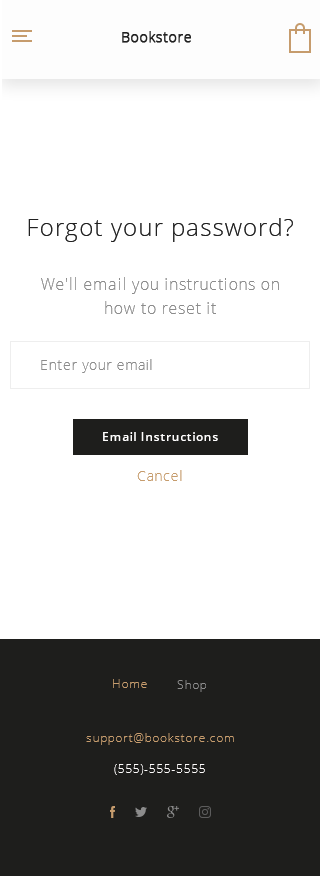 Bookstore
Forgot your password?
We'll email you instructions on
how to reset it
Enter your email
Email Instructions
Cancel
Home
Shop
support@bookstore.com
(555)-555-5555